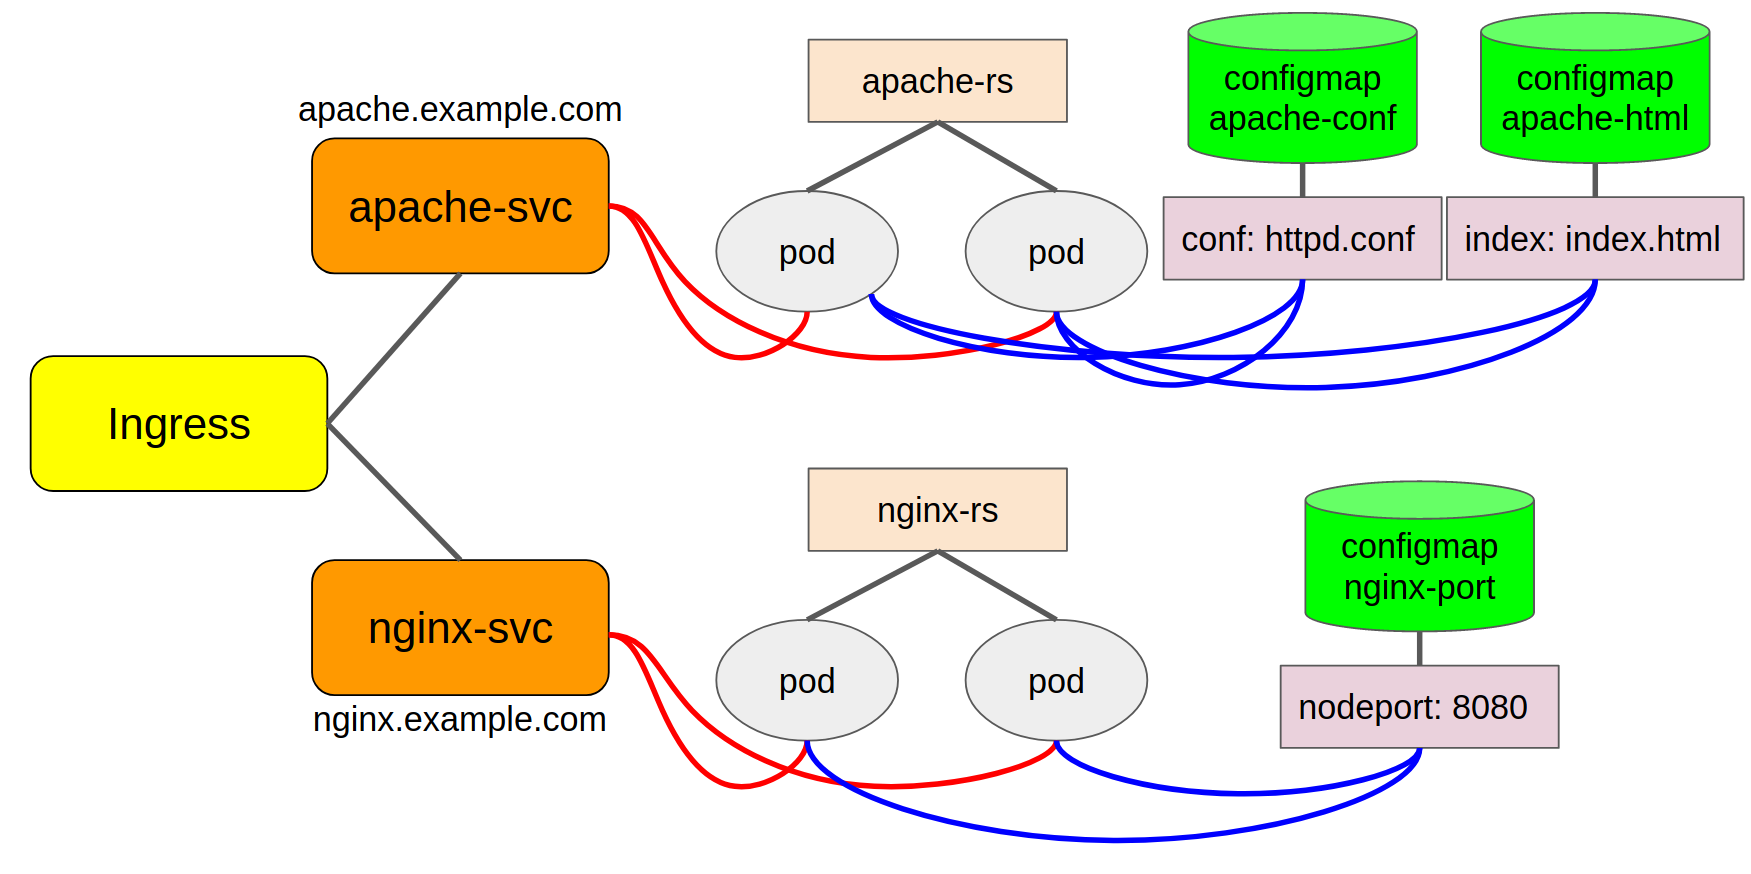 apache.example.com
apache-svc
Ingress
nginx-svc
nginx.example.com
apache-rs
pod
pod
configmap
apache-conf
configmap
apache-html
conf: httpd.conf
index: index.html
nginx-rs
pod
pod
configmap
nginx-port
nodeport: 8080